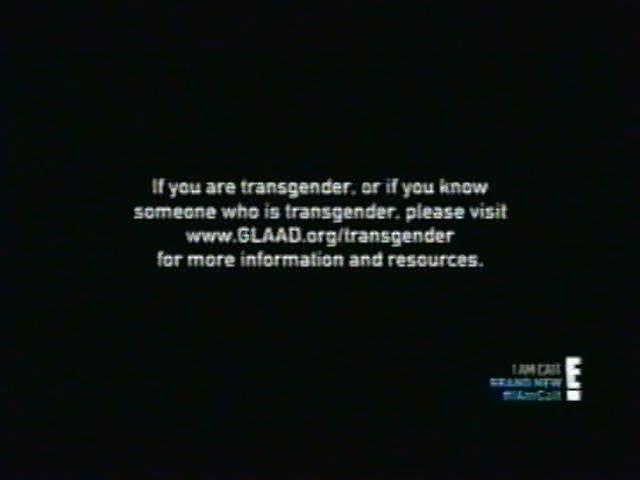 If you are transgender, or if you know
someone who is transgender, please visit
www.GLAAD.org/transgender
for more information and resources.
I AM CAIT
BRAND NEW
#IAmCait
E!